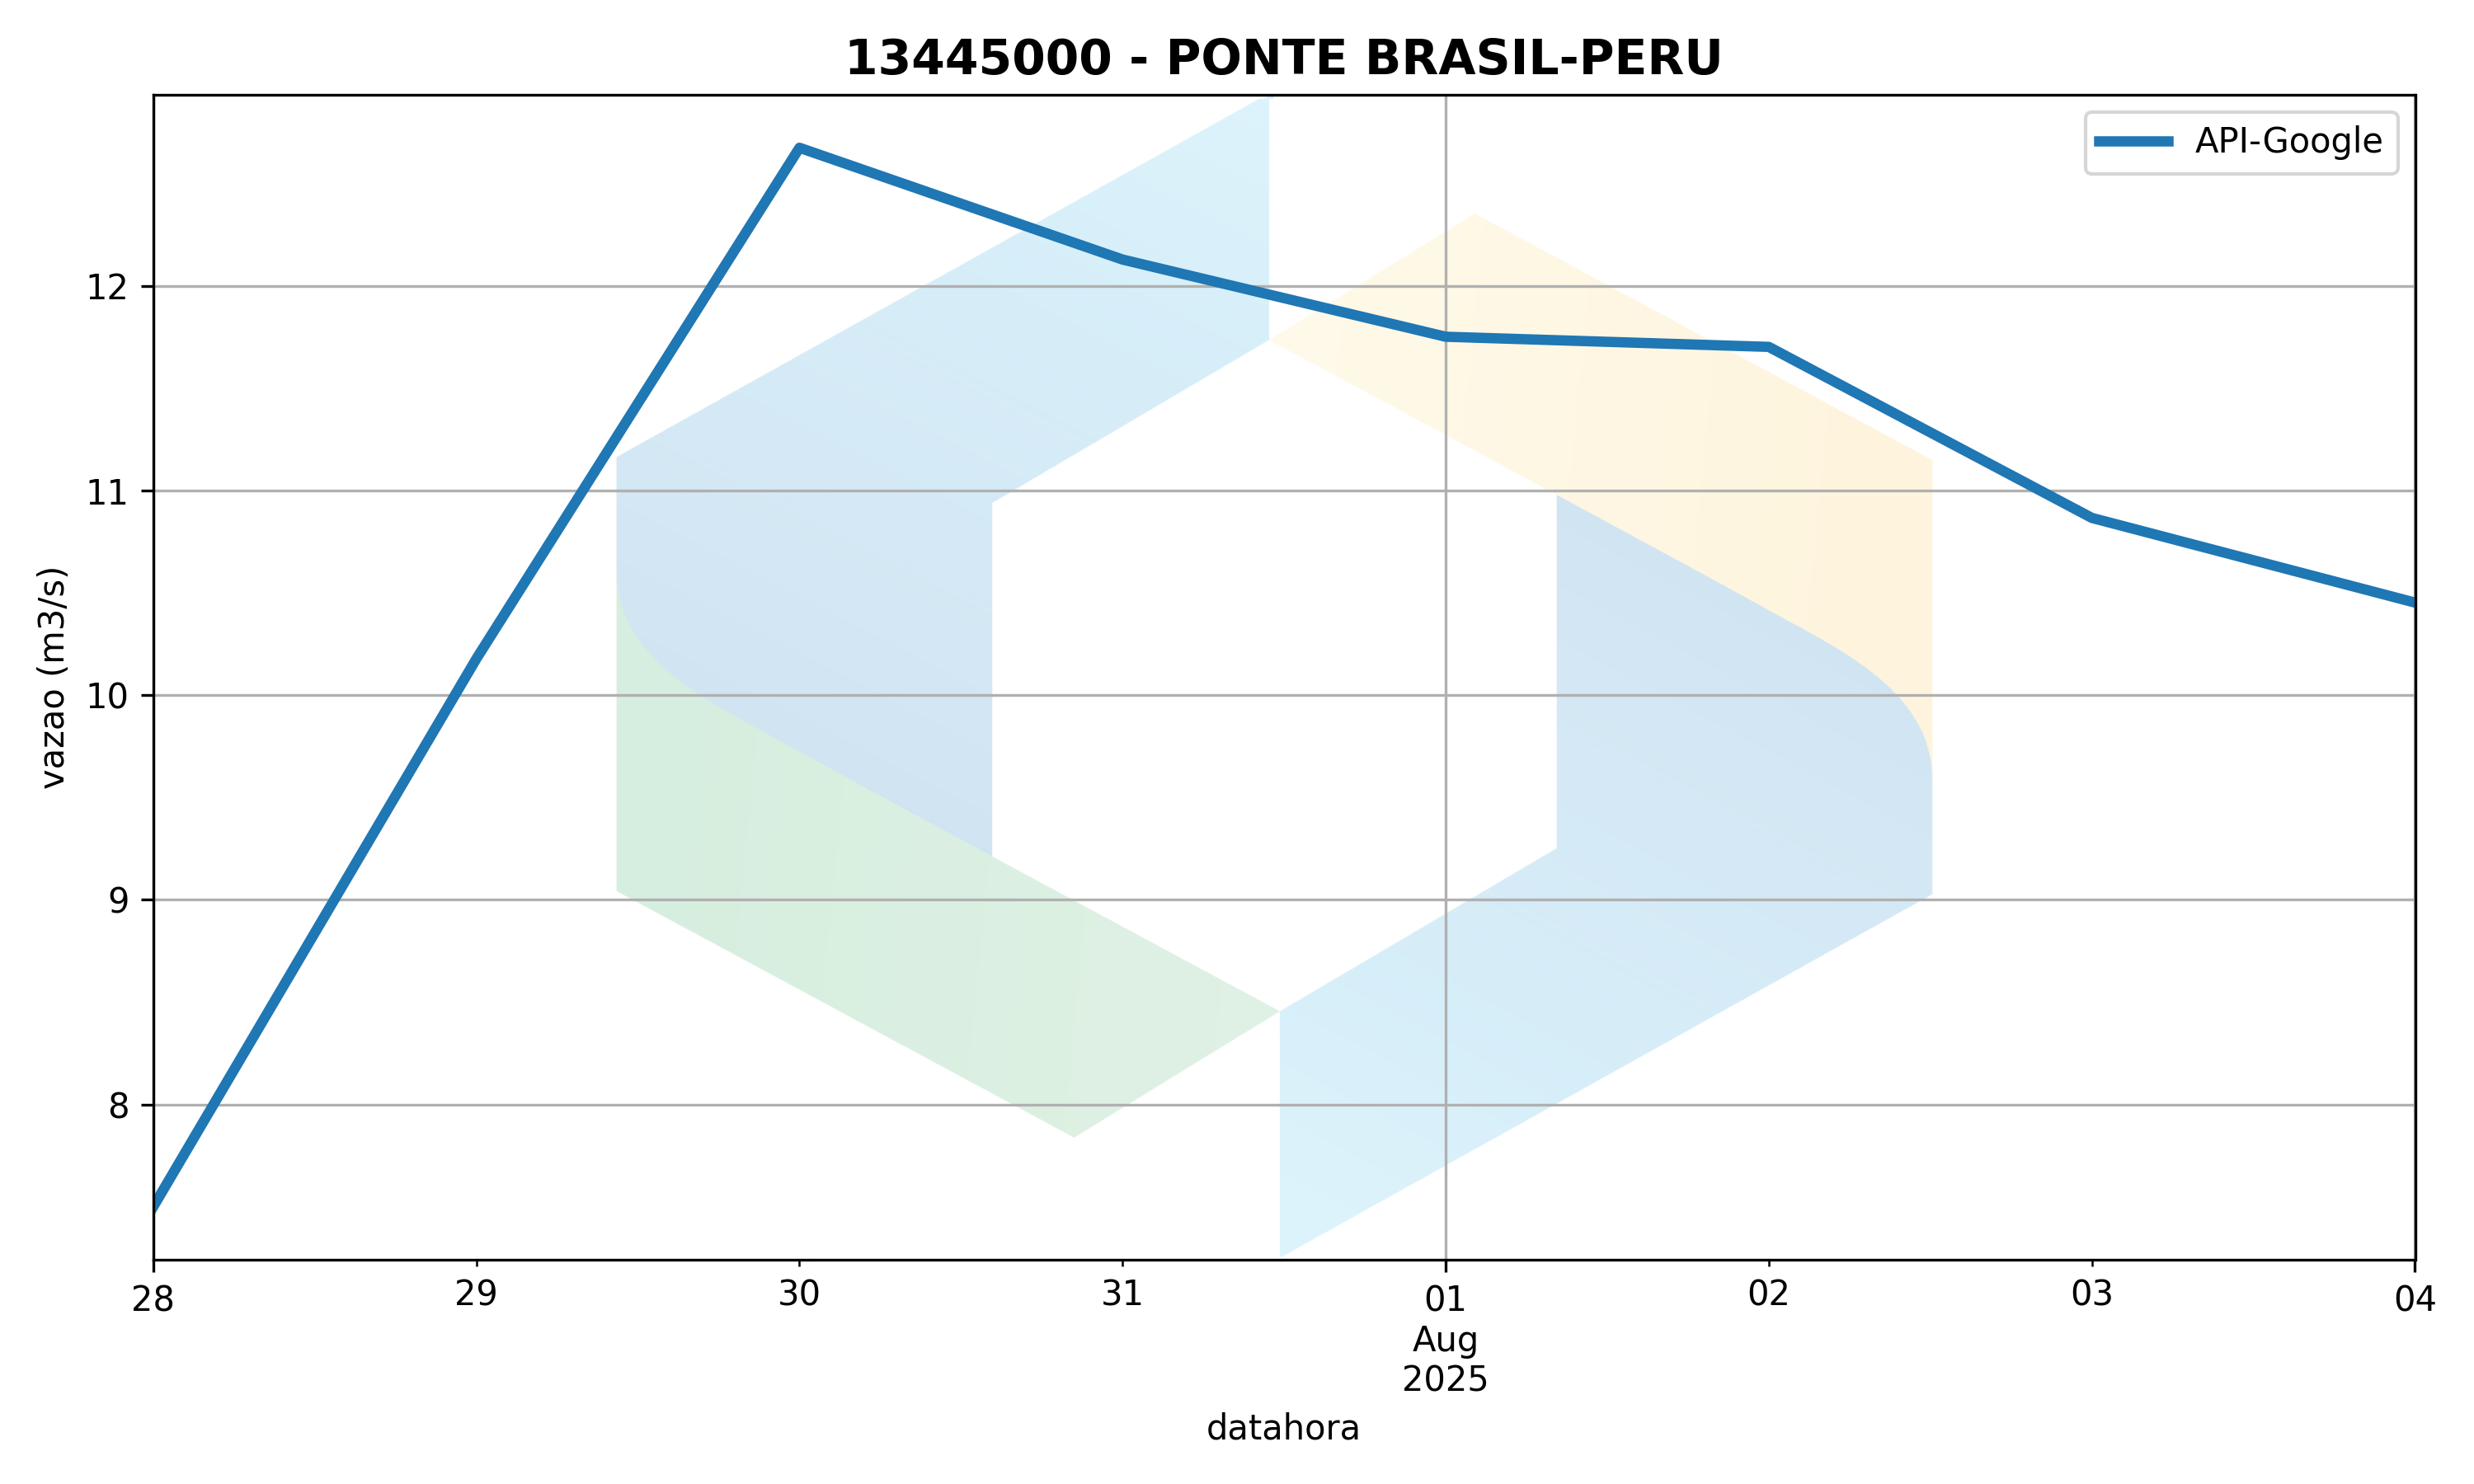 13445000 - PONTE BRASIL-PERU
API-Google
12
11
10
9
8
vazao (m3/s)
28 29 30 31 01 02 03 04
Aug
2025
datahora